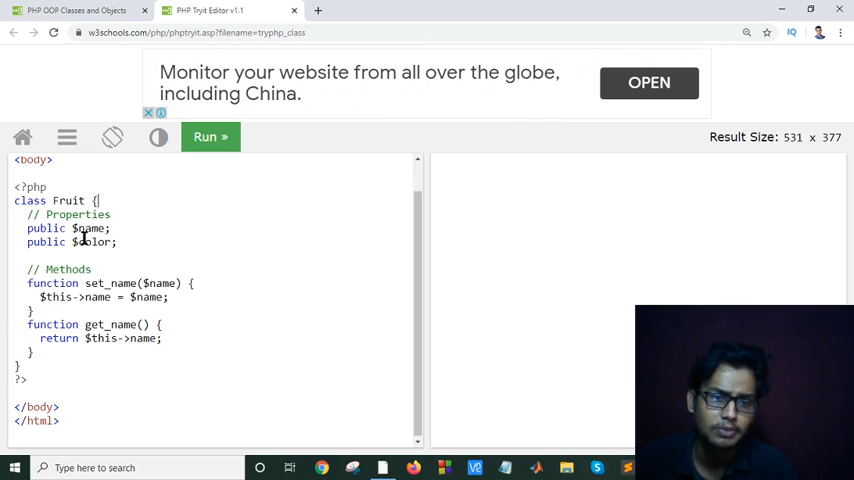 PHP OOP Classes and Objects
PHP Tryit Editor v1.1
w3schools.com/php/phptryit.asp?filename=tryphp_class
IQ
Monitor your website from all over the globe,
including China.
OPEN
Run »
Result Size: 531 x 377
<body>
<?php
class Fruit {
// Properties
public $name;
public $color;
// Methods
function set_name($name) {
$this->name = $name;
}
function get_name() {
return $this->name;
}
}
?>
</body>
</html>
Type here to search